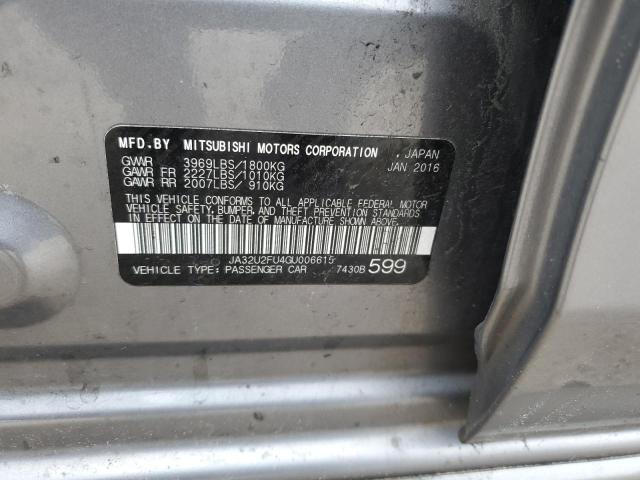 MFD.BY MITSUBISHI MOTORS CORPORATION , JAPAN
GVWR 3969LBS/1800KG JAN 2016
GAWR FR 2227LBS/1010KG
GAWR RR 2007LBS/ 910KG
THIS VEHICLE CONFORMS TO ALL APPLICABLE FEDERAL MOTOR
VEHICLE SAFETY, BUMPER, AND THEFT PREVENTION STANDARDS
IN EFFECT ON THE DATE OF MANUFACTURE SHOWN ABOVE.
JA32U2FU4GU006615
VEHICLE TYPE: PASSENGER CAR 7430B 599